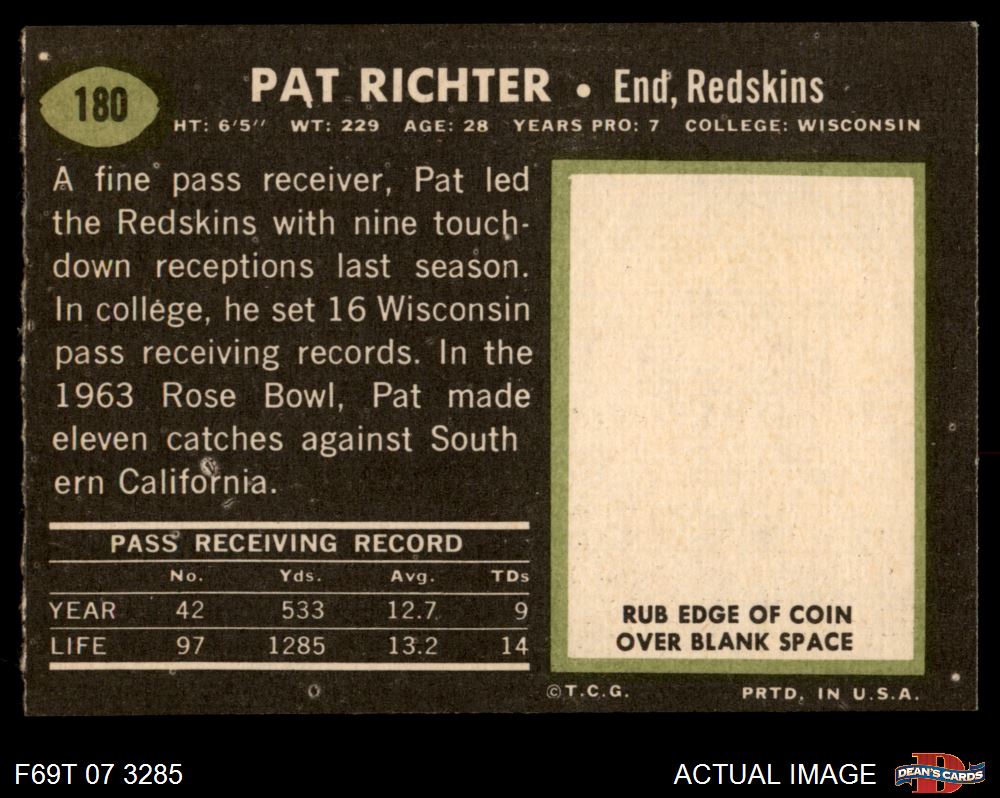 180
PAT RICHTER • End, Redskins
HT: 6'5" WT: 229 AGE: 28 YEARS PRO: 7 COLLEGE: WISCONSIN
A fine pass receiver, Pat led
the Redskins with nine touch-
down receptions last season.
In college, he set 16 Wisconsin
pass receiving records. In the
1963 Rose Bowl, Pat made
eleven catches against South
ern California.
PASS RECEIVING RECORD
No. Yds. Avg. TDs
YEAR 42 533 12.7 9
LIFE 97 1285 13.2 14
RUB EDGE OF COIN
OVER BLANK SPACE
©T.C.G. PRTD. IN U.S.A.
F69T 07 3285
ACTUAL IMAGE
D
DEAN'S CARDS